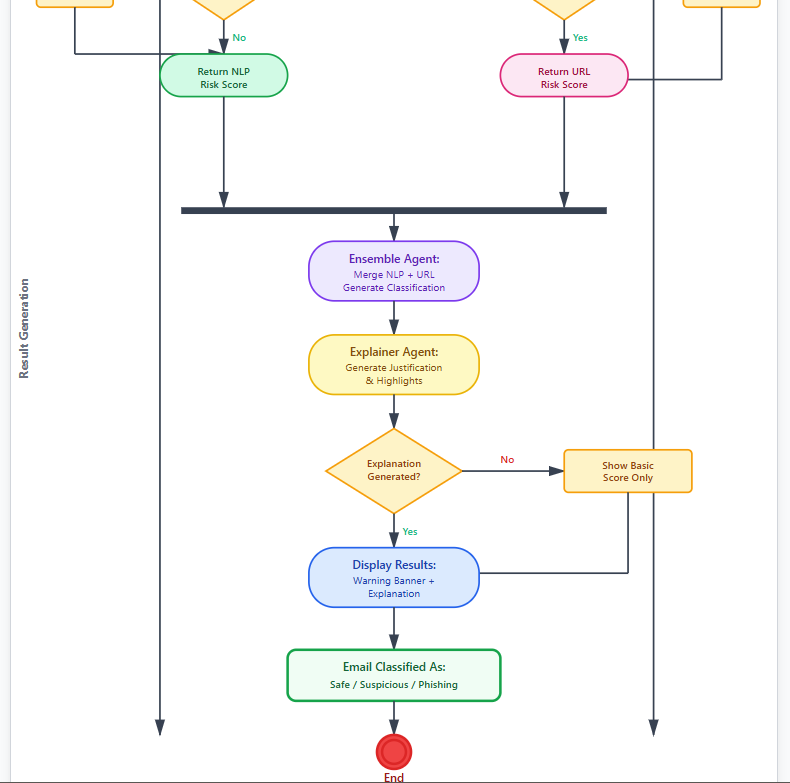 No
Yes
Return NLP
Risk Score
Return URL
Risk Score
Result Generation
Ensemble Agent:
Merge NLP + URL
Generate Classification
Explainer Agent:
Generate Justification
& Highlights
Explanation
Generated?
No
Show Basic
Score Only
Yes
Display Results:
Warning Banner +
Explanation
Email Classified As:
Safe / Suspicious / Phishing
End